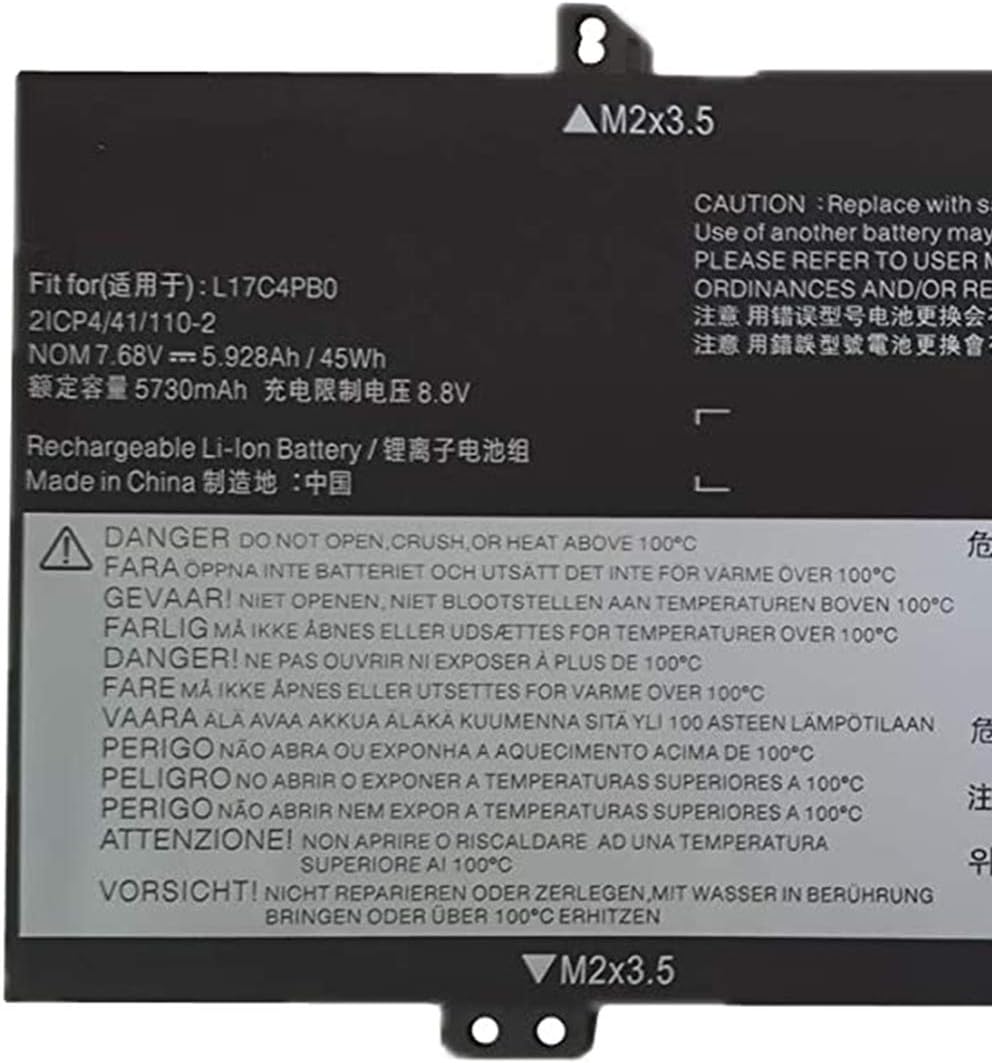 ▲M2x3.5
CAUTION :Replace with
Use of another battery may
PLEASE REFER TO USER
ORDINANCES AND/OR RE
注意 用错误型号电池更换会
注意 用錯誤型號電池更換會
Fit for(适用于) : L17C4PB0
2ICP4/41/110-2
NOM 7.68V ⎓ 5.928Ah / 45Wh
额定容量 5730mAh 充电限制电压 8.8V
Rechargeable Li-Ion Battery / 锂离子电池组
Made in China 制造地 :中国
DANGER DO NOT OPEN,CRUSH,OR HEAT ABOVE 100°C
FARA ÖPPNA INTE BATTERIET OCH UTSÄTT DET INTE FÖR VÄRME ÖVER 100°C
GEVAAR! NIET OPENEN, NIET BLOOTSTELLEN AAN TEMPERATUREN BOVEN 100°C
FARLIG MÅ IKKE ÅBNES ELLER UDSÆTTES FOR TEMPERATURER OVER 100°C
DANGER! NE PAS OUVRIR NI EXPOSER À PLUS DE 100°C
FARE MÅ IKKE ÅPNES ELLER UTSETTES FOR VARME OVER 100°C
VAARA ÄLÄ AVAA AKKUA ÄLÄKÄ KUUMENNA SITÄ YLI 100 ASTEEN LÄMPÖTILAAN
PERIGO NÃO ABRA OU EXPONHA A AQUECIMENTO ACIMA DE 100°C
PELIGRO NO ABRIR O EXPONER A TEMPERATURAS SUPERIORES A 100°C
PERIGO NÃO ABRIR NEM EXPOR A TEMPERATURAS SUPERIORES A 100°C
ATTENZIONE! NON APRIRE O RISCALDARE AD UNA TEMPERATURA
SUPERIORE AI 100°C
VORSICHT! NICHT REPARIEREN ODER ZERLEGEN,MIT WASSER IN BERÜHRUNG
BRINGEN ODER ÜBER 100°C ERHITZEN
危
危
注
위
▼M2x3.5